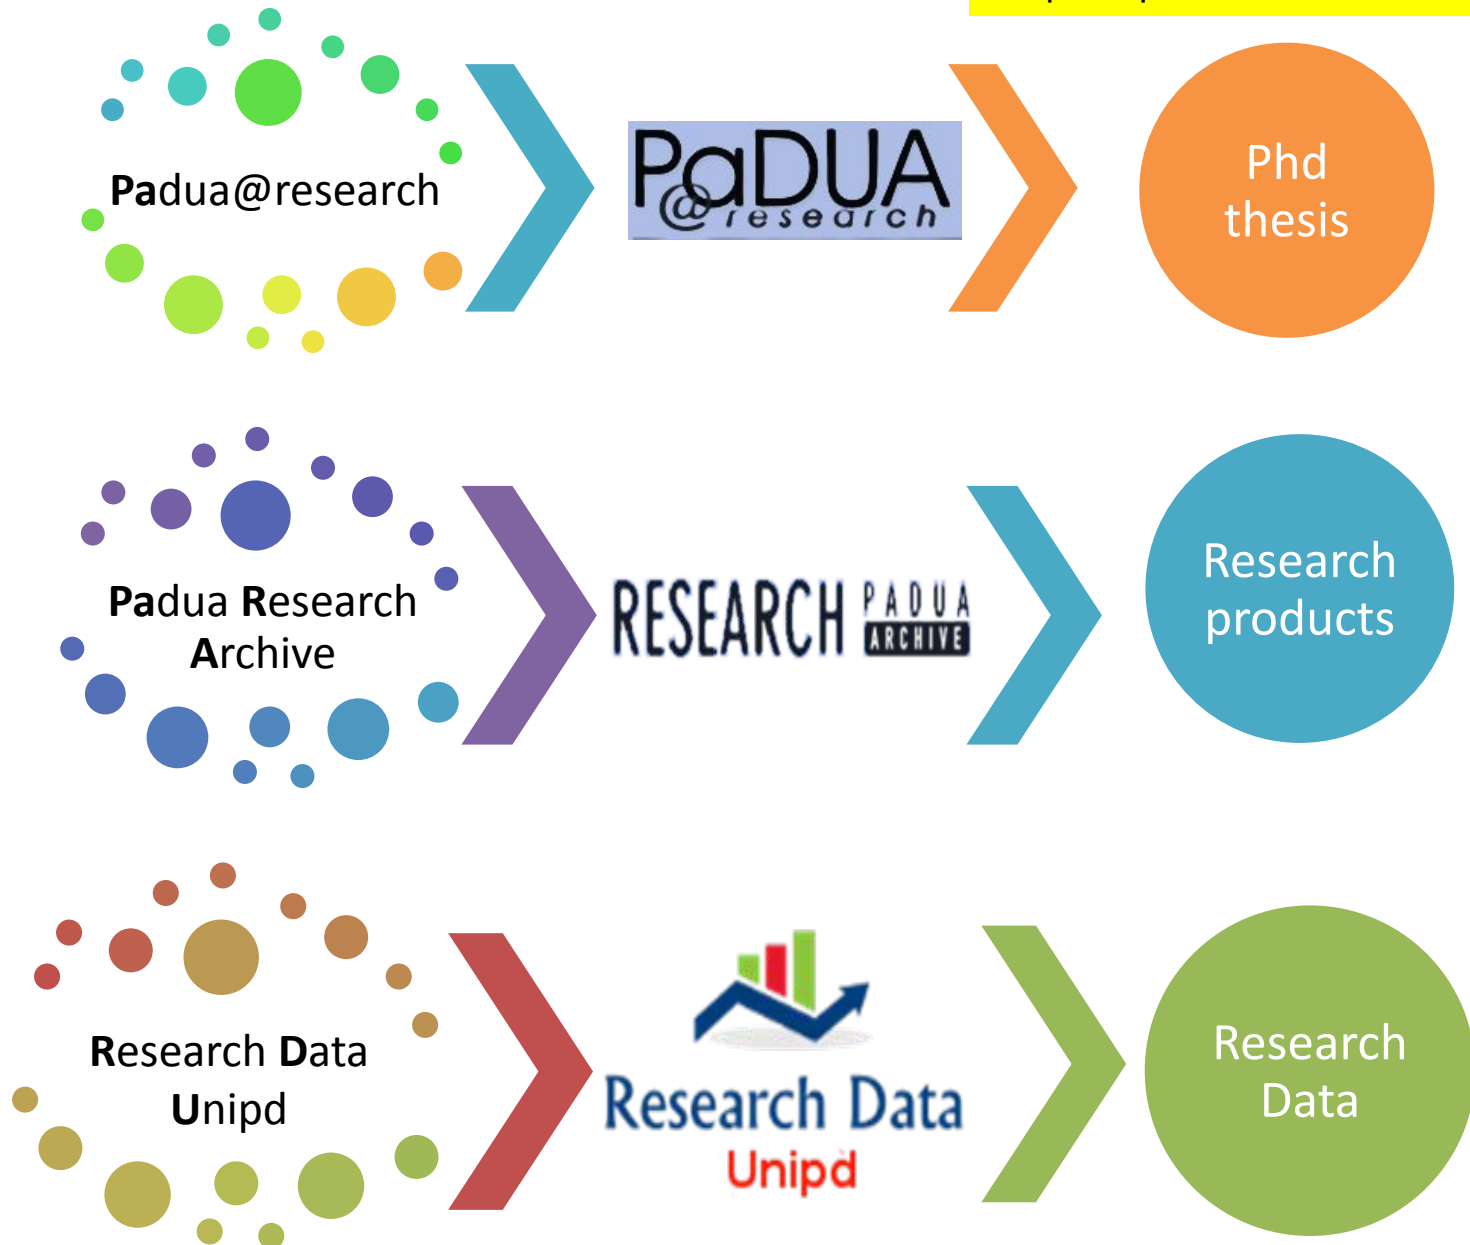 Padua@research
PaDUA
@research
Phd
thesis
Padua Research
Archive
RESEARCH PADUA
ARCHIVE
Research
products
Research Data
Unipd
Research Data
Unipd
Research
Data